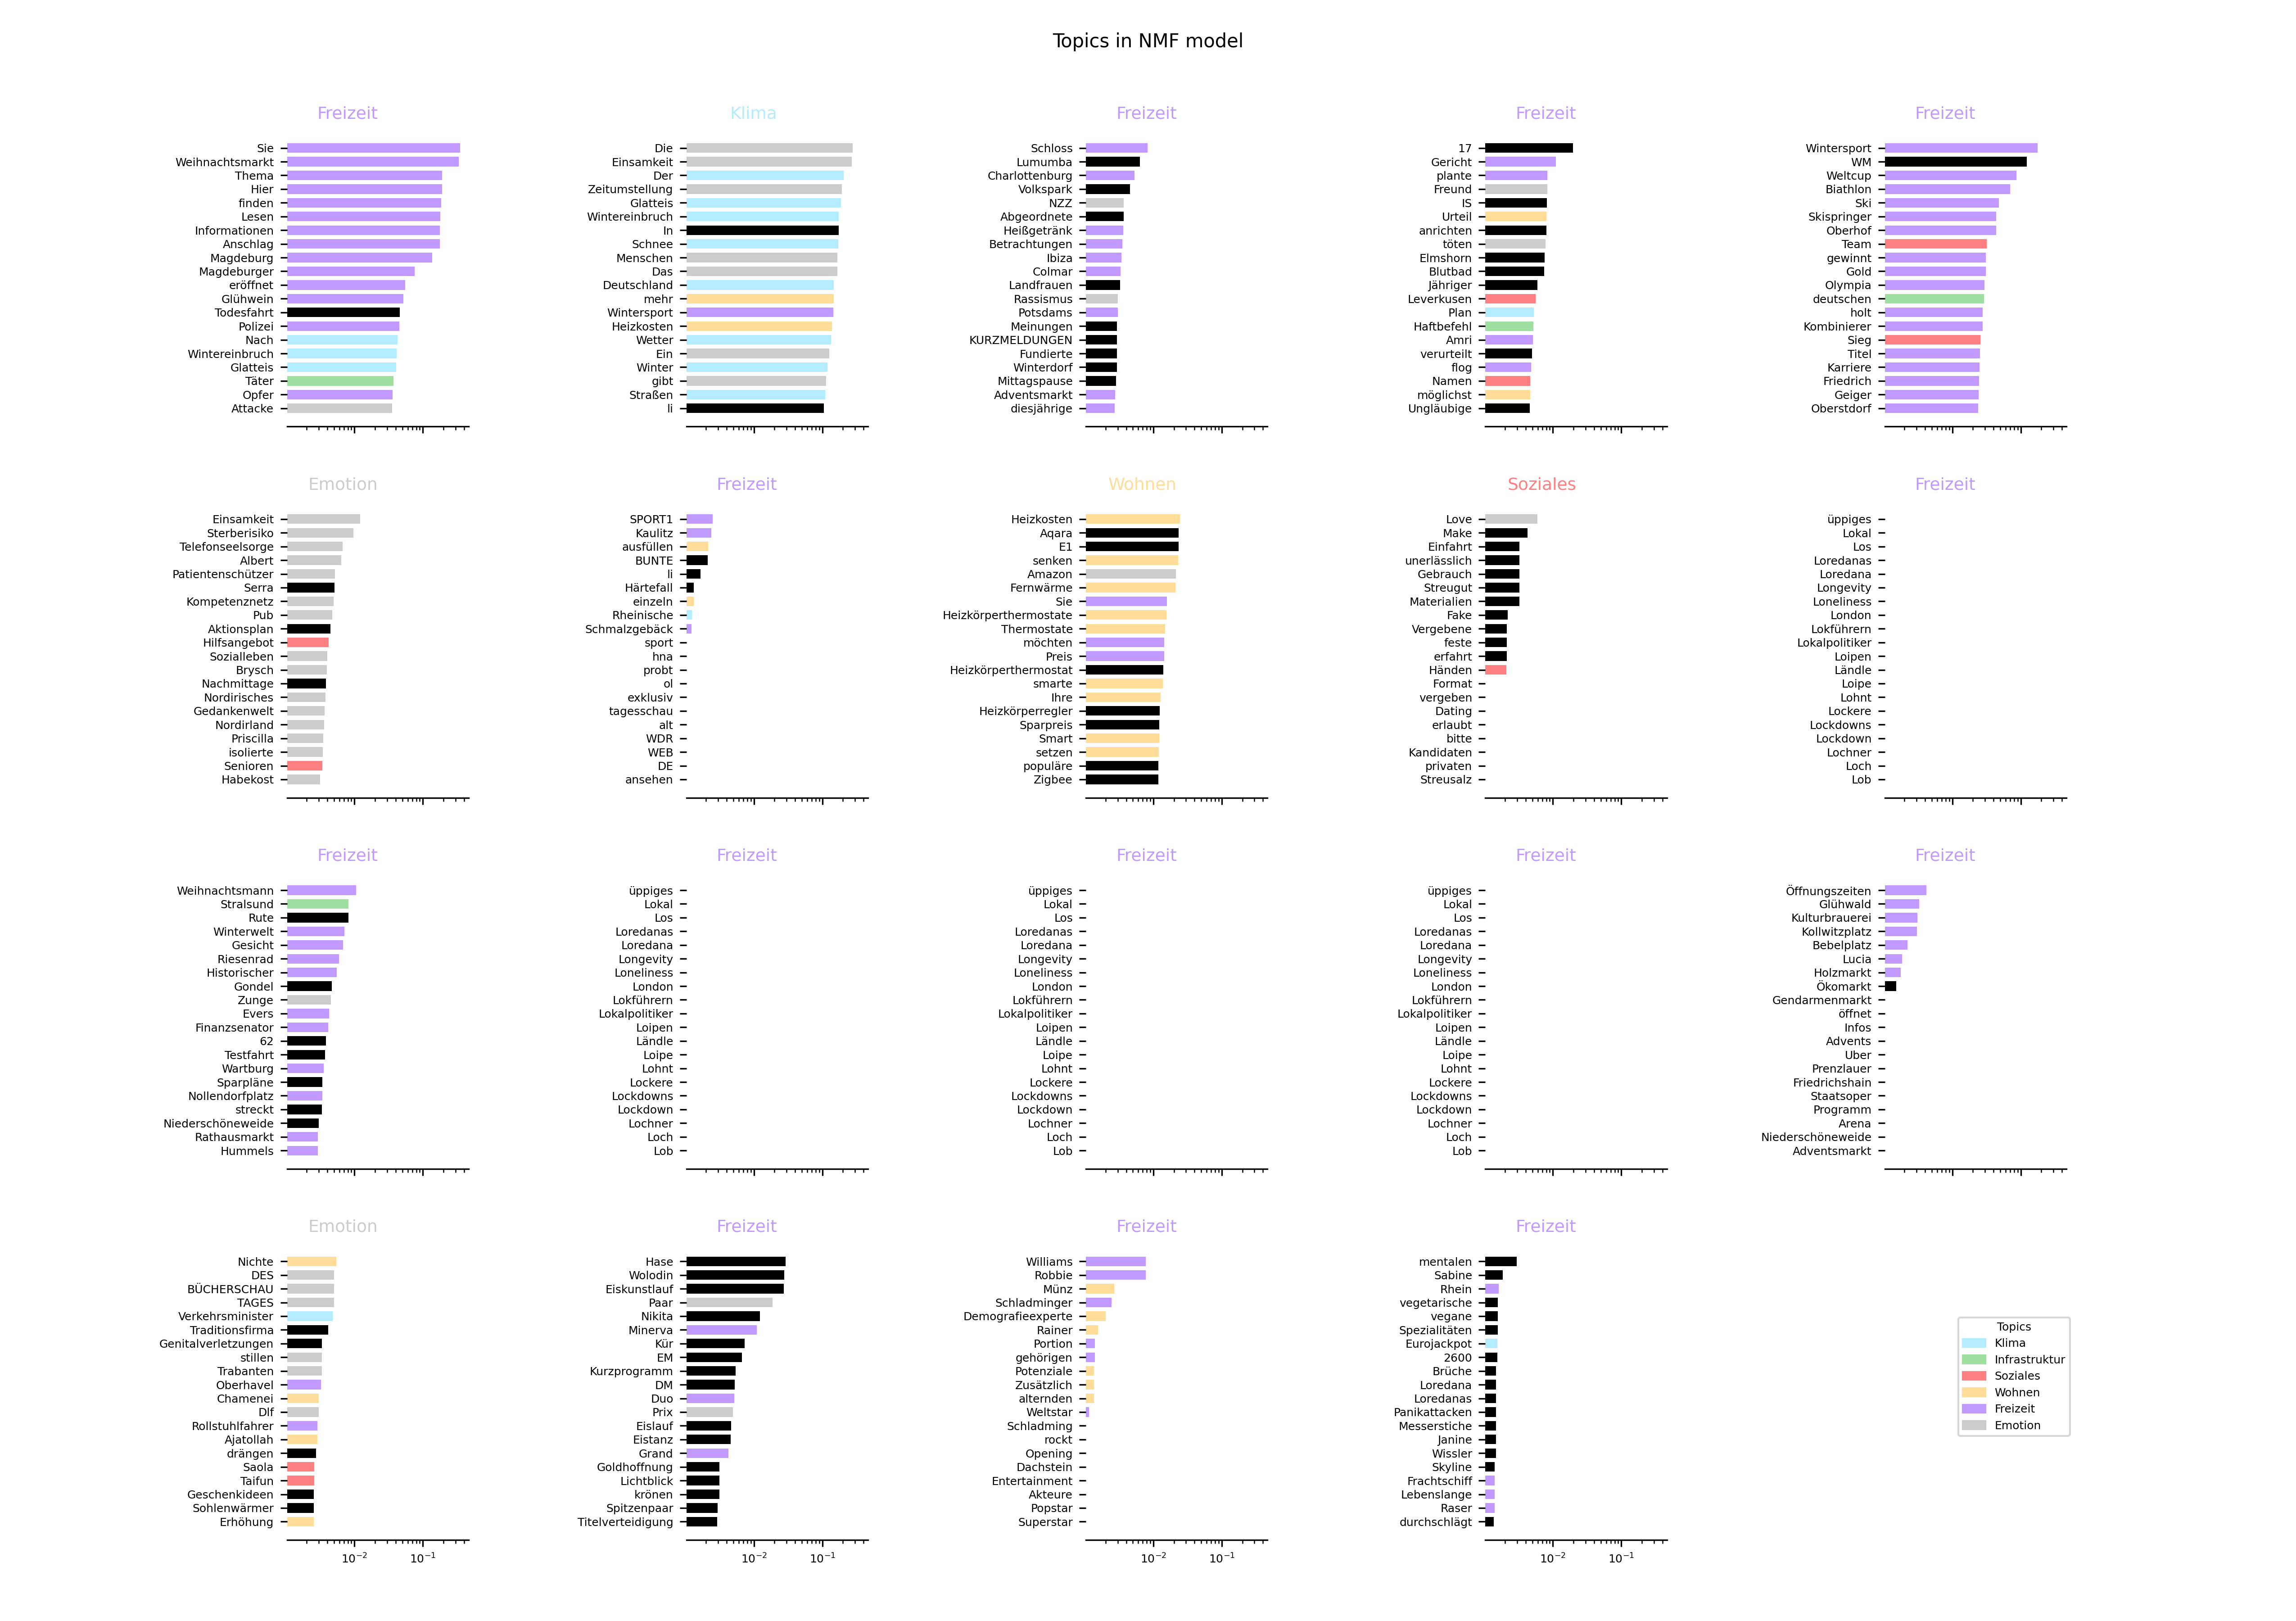 Topics in NMF model
Freizeit
Sie
Weihnachtsmarkt
Thema
Hier
finden
Lesen
Informationen
Anschlag
Magdeburg
Magdeburger
eröffnet
Glühwein
Todesfahrt
Polizei
Nach
Wintereinbruch
Glatteis
Täter
Opfer
Attacke
Klima
Die
Einsamkeit
Der
Zeitumstellung
Glatteis
Wintereinbruch
In
Schnee
Menschen
Das
Deutschland
mehr
Wintersport
Heizkosten
Wetter
Ein
Winter
gibt
Straßen
li
Freizeit
Schloss
Lumumba
Charlottenburg
Volkspark
NZZ
Abgeordnete
Heißgetränk
Betrachtungen
Ibiza
Colmar
Landfrauen
Rassismus
Potsdams
Meinungen
KURZMELDUNGEN
Fundierte
Winterdorf
Mittagspause
Adventsmarkt
diesjährige
Freizeit
17
Gericht
plante
Freund
IS
Urteil
anrichten
töten
Elmshorn
Blutbad
Jähriger
Leverkusen
Plan
Haftbefehl
Amri
verurteilt
flog
Namen
möglichst
Ungläubige
Freizeit
Wintersport
WM
Weltcup
Biathlon
Ski
Skispringer
Oberhof
Team
gewinnt
Gold
Olympia
deutschen
holt
Kombinierer
Sieg
Titel
Karriere
Friedrich
Geiger
Oberstdorf
Emotion
Einsamkeit
Sterberisiko
Telefonseelsorge
Albert
Patientenschützer
Serra
Kompetenznetz
Pub
Aktionsplan
Hilfsangebot
Sozialleben
Brysch
Nachmittage
Nordirisches
Gedankenwelt
Nordirland
Priscilla
isolierte
Senioren
Habekost
Freizeit
SPORT1
Kaulitz
ausfüllen
BUNTE
li
Härtefall
einzeln
Rheinische
Schmalzgebäck
sport
hna
probt
ol
exklusiv
tagesschau
alt
WDR
WEB
DE
ansehen
Wohnen
Heizkosten
Aqara
E1
senken
Amazon
Fernwärme
Sie
Heizkörperthermostate
Thermostate
möchten
Preis
Heizkörperthermostat
smarte
Ihre
Heizkörperregler
Sparpreis
Smart
setzen
populäre
Zigbee
Soziales
Love
Make
Einfahrt
unerlässlich
Gebrauch
Streugut
Materialien
Fake
Vergebene
feste
erfahrt
Händen
Format
vergeben
Dating
erlaubt
bitte
Kandidaten
privaten
Streusalz
Freizeit
üppiges
Lokal
Los
Loredanas
Loredana
Longevity
Loneliness
London
Lokführern
Lokalpolitiker
Loipen
Ländle
Loipe
Lohnt
Lockere
Lockdowns
Lockdown
Lochner
Loch
Lob
Freizeit
Weihnachtsmann
Stralsund
Rute
Winterwelt
Gesicht
Riesenrad
Historischer
Gondel
Zunge
Evers
Finanzsenator
62
Testfahrt
Wartburg
Sparpläne
Nollendorfplatz
streckt
Niederschöneweide
Rathausmarkt
Hummels
Freizeit
üppiges
Lokal
Los
Loredanas
Loredana
Longevity
Loneliness
London
Lokführern
Lokalpolitiker
Loipen
Ländle
Loipe
Lohnt
Lockere
Lockdowns
Lockdown
Lochner
Loch
Lob
Freizeit
üppiges
Lokal
Los
Loredanas
Loredana
Longevity
Loneliness
London
Lokführern
Lokalpolitiker
Loipen
Ländle
Loipe
Lohnt
Lockere
Lockdowns
Lockdown
Lochner
Loch
Lob
Freizeit
üppiges
Lokal
Los
Loredanas
Loredana
Longevity
Loneliness
London
Lokführern
Lokalpolitiker
Loipen
Ländle
Loipe
Lohnt
Lockere
Lockdowns
Lockdown
Lochner
Loch
Lob
Freizeit
Öffnungszeiten
Glühwald
Kulturbrauerei
Kollwitzplatz
Bebelplatz
Lucia
Holzmarkt
Ökomarkt
Gendarmenmarkt
öffnet
Infos
Advents
Uber
Prenzlauer
Friedrichshain
Staatsoper
Programm
Arena
Niederschöneweide
Adventsmarkt
Emotion
Nichte
DES
BÜCHERSCHAU
TAGES
Verkehrsminister
Traditionsfirma
Genitalverletzungen
stillen
Trabanten
Oberhavel
Chamenei
Dlf
Rollstuhlfahrer
Ajatollah
drängen
Saola
Taifun
Geschenkideen
Sohlenwärmer
Erhöhung
10⁻² 10⁻¹
Freizeit
Hase
Wolodin
Eiskunstlauf
Paar
Nikita
Minerva
Kür
EM
Kurzprogramm
DM
Duo
Prix
Eislauf
Eistanz
Grand
Goldhoffnung
Lichtblick
krönen
Spitzenpaar
Titelverteidigung
10⁻² 10⁻¹
Freizeit
Williams
Robbie
Münz
Schladminger
Demografieexperte
Rainer
Portion
gehörigen
Potenziale
Zusätzlich
alternden
Weltstar
Schladming
rockt
Opening
Dachstein
Entertainment
Akteure
Popstar
Superstar
10⁻² 10⁻¹
Freizeit
mentalen
Sabine
Rhein
vegetarische
vegane
Spezialitäten
Eurojackpot
2600
Brüche
Loredana
Loredanas
Panikattacken
Messerstiche
Janine
Wissler
Skyline
Frachtschiff
Lebenslange
Raser
durchschlägt
10⁻² 10⁻¹
Topics
Klima
Infrastruktur
Soziales
Wohnen
Freizeit
Emotion